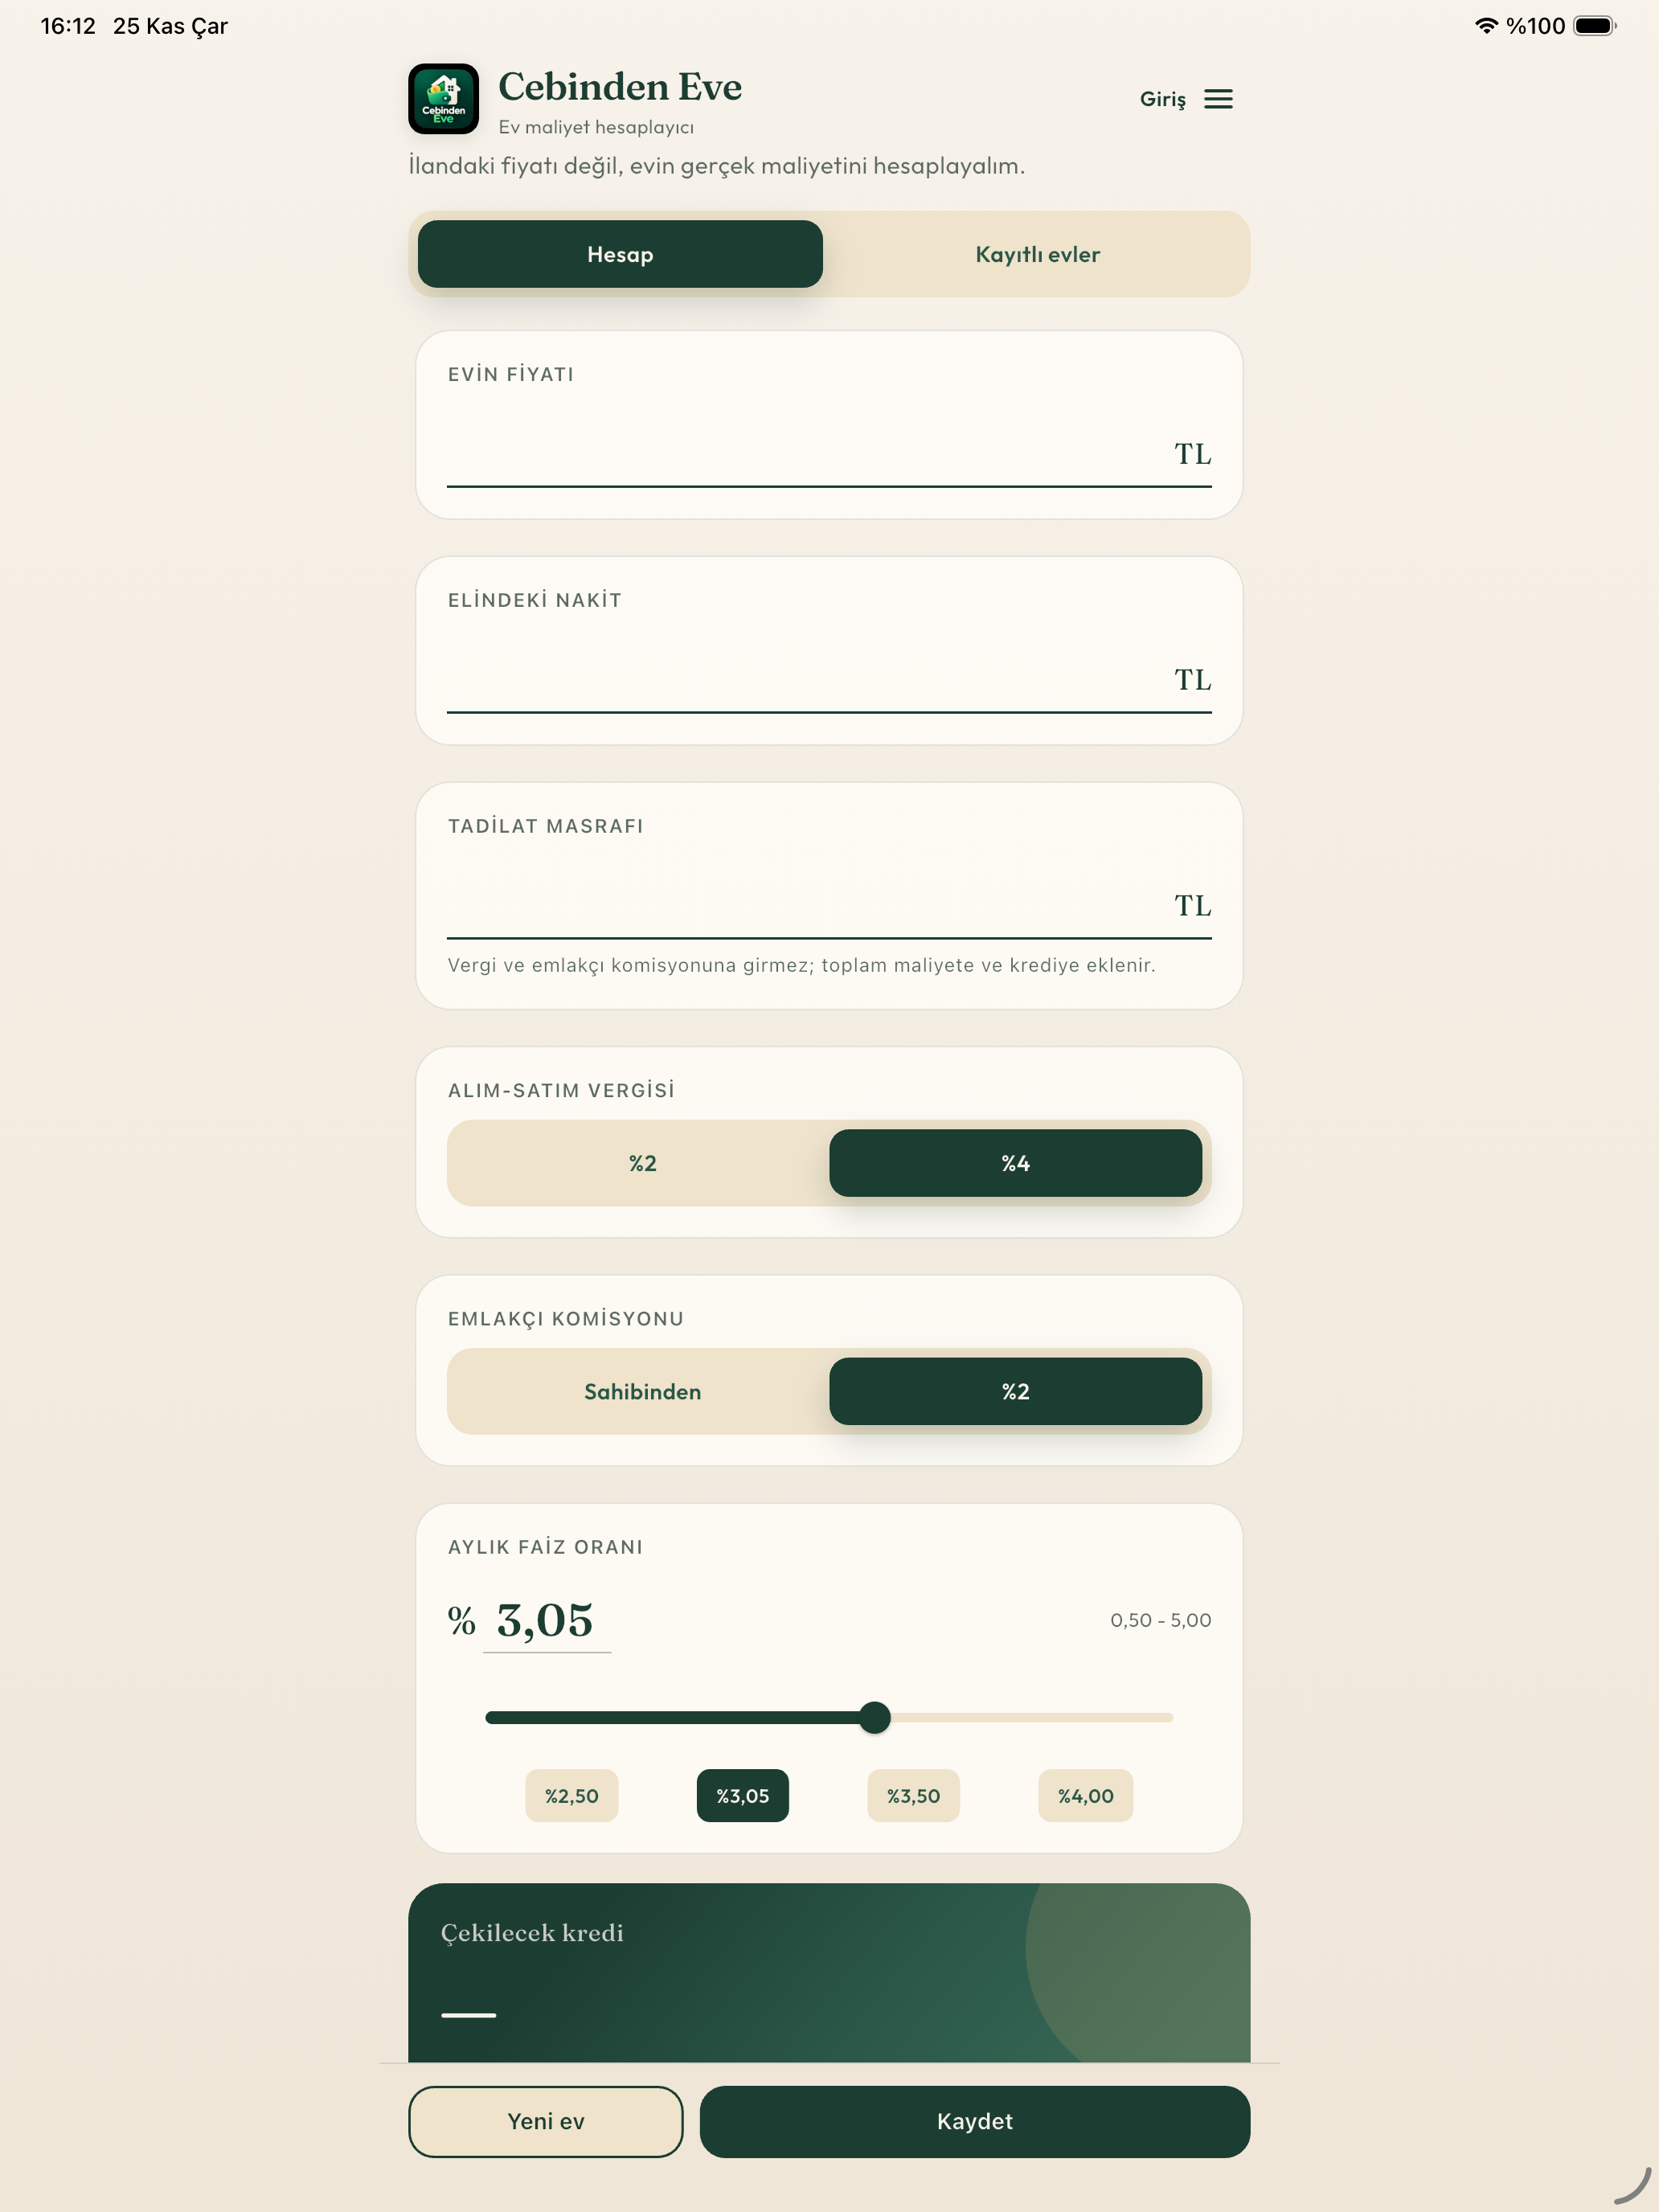 16:12 25 Kas Çar %100
Cebinden
Eve
Cebinden Eve
Ev maliyet hesaplayıcı
Giriş
İlandaki fiyatı değil, evin gerçek maliyetini hesaplayalım.
Hesap Kayıtlı evler
EVİN FİYATI
TL
ELİNDEKİ NAKİT
TL
TADİLAT MASRAFI
TL
Vergi ve emlakçı komisyonuna girmez; toplam maliyete ve krediye eklenir.
ALIM-SATIM VERGİSİ
%2 %4
EMLAKÇI KOMİSYONU
Sahibinden %2
AYLIK FAİZ ORANI
% 3,05 0,50 - 5,00
%2,50 %3,05 %3,50 %4,00
Çekilecek kredi
—
Yeni ev Kaydet